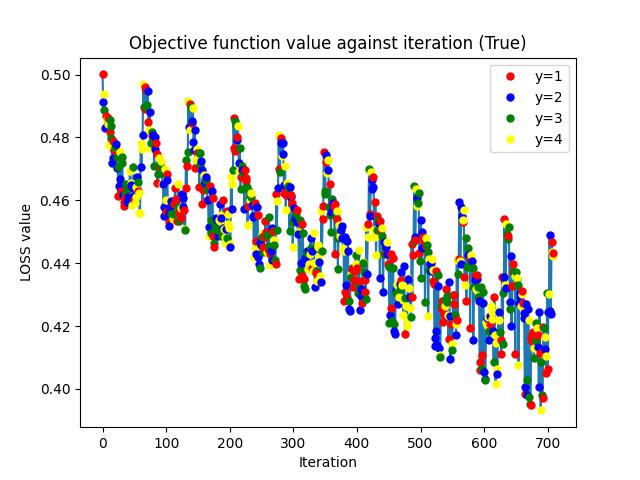 Objective function value against iteration (True)
y=1
y=2
y=3
y=4
0.50
0.48
0.46
0.44
0.42
0.40
LOSS value
0 100 200 300 400 500 600 700
Iteration